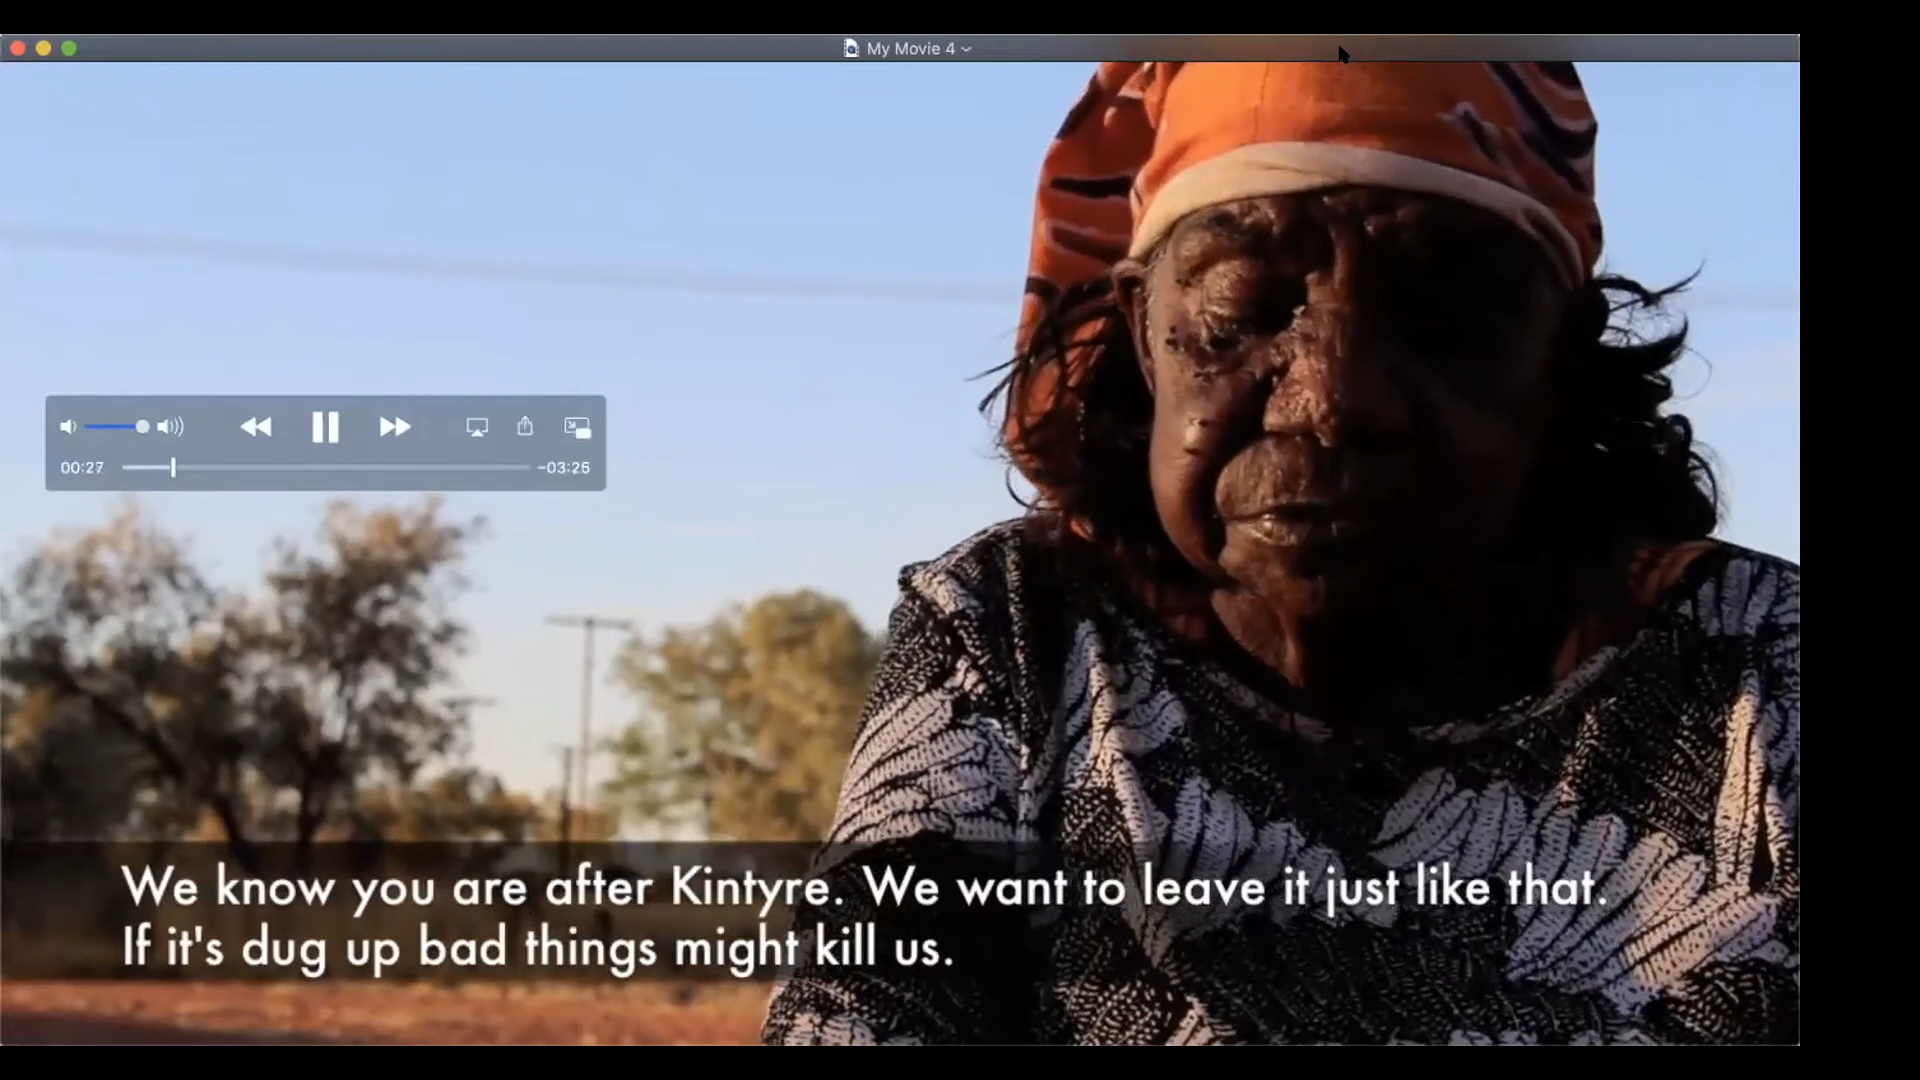 My Movie 4
00:27
-03:25
We know you are after Kintyre. We want to leave it just like that.
If it's dug up bad things might kill us.